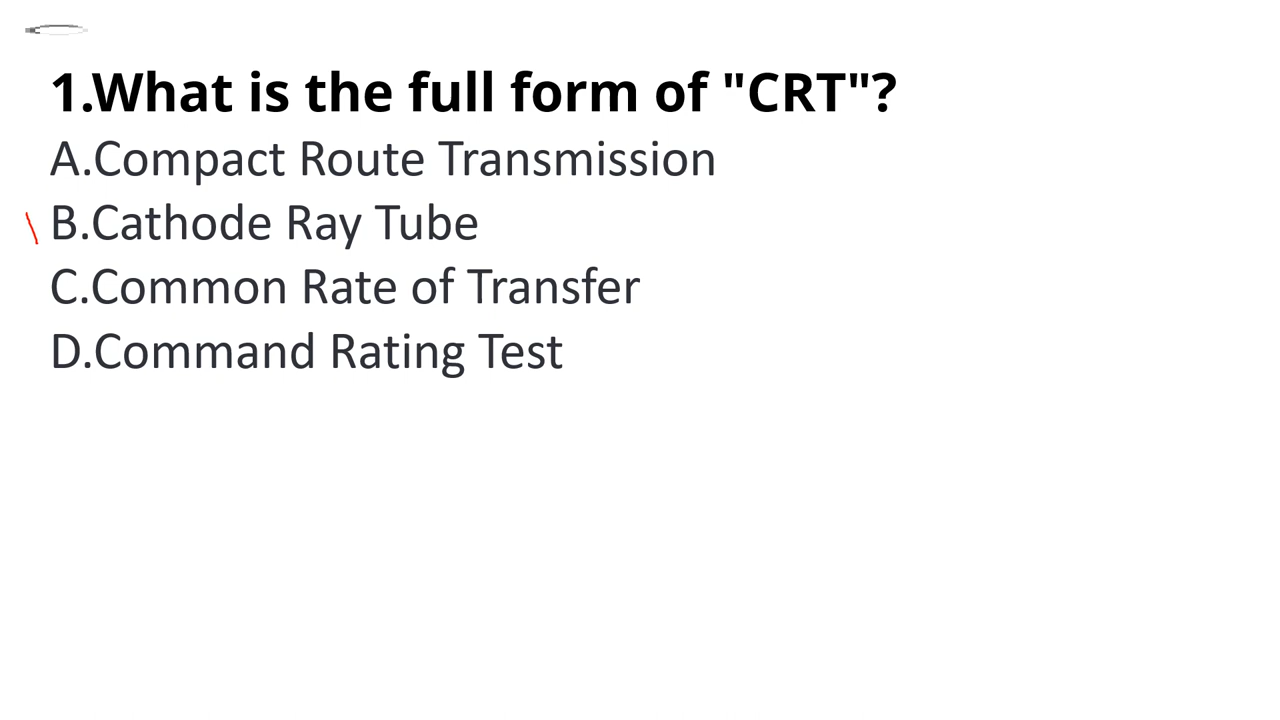 1.What is the full form of "CRT"?
A.Compact Route Transmission
B.Cathode Ray Tube
C.Common Rate of Transfer
D.Command Rating Test